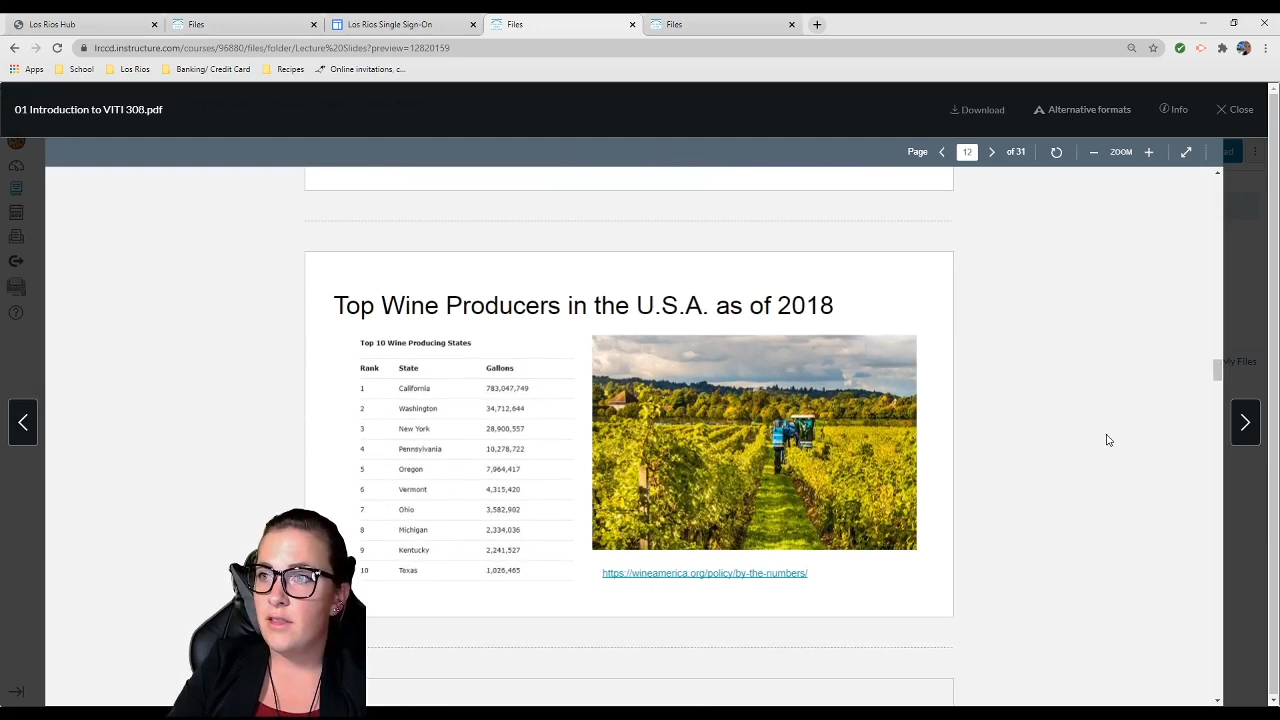 Los Rios Hub
Files
Los Rios Single Sign-On
Files
Files
lrccd.instructure.com/courses/96880/files/folder/Lecture%20Slides?preview=12820159
Apps School Los Rios Banking/ Credit Card Recipes Online invitations, c...
01 Introduction to VITI 308.pdf
Download Alternative formats Info Close
Page 12 of 31 ZOOM
Top Wine Producers in the U.S.A. as of 2018
Top 10 Wine Producing States
Rank State Gallons
1 California 783,047,749
2 Washington 34,712,644
3 New York 28,900,557
4 Pennsylvania 10,278,722
5 Oregon 7,964,417
6 Vermont 4,315,420
7 Ohio 3,582,902
8 Michigan 2,334,036
9 Kentucky 2,241,527
10 Texas 1,026,465
https://wineamerica.org/policy/by-the-numbers/
My Files